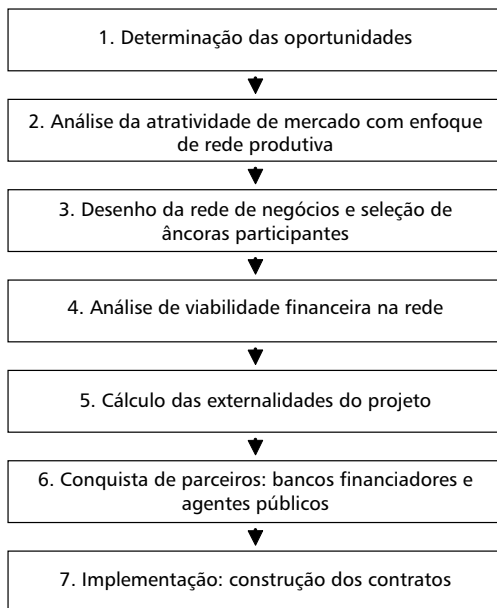 1. Determinação das oportunidades
2. Análise da atratividade de mercado com enfoque
de rede produtiva
3. Desenho da rede de negócios e seleção de
âncoras participantes
4. Análise de viabilidade financeira na rede
5. Cálculo das externalidades do projeto
6. Conquista de parceiros: bancos financiadores e
agentes públicos
7. Implementação: construção dos contratos